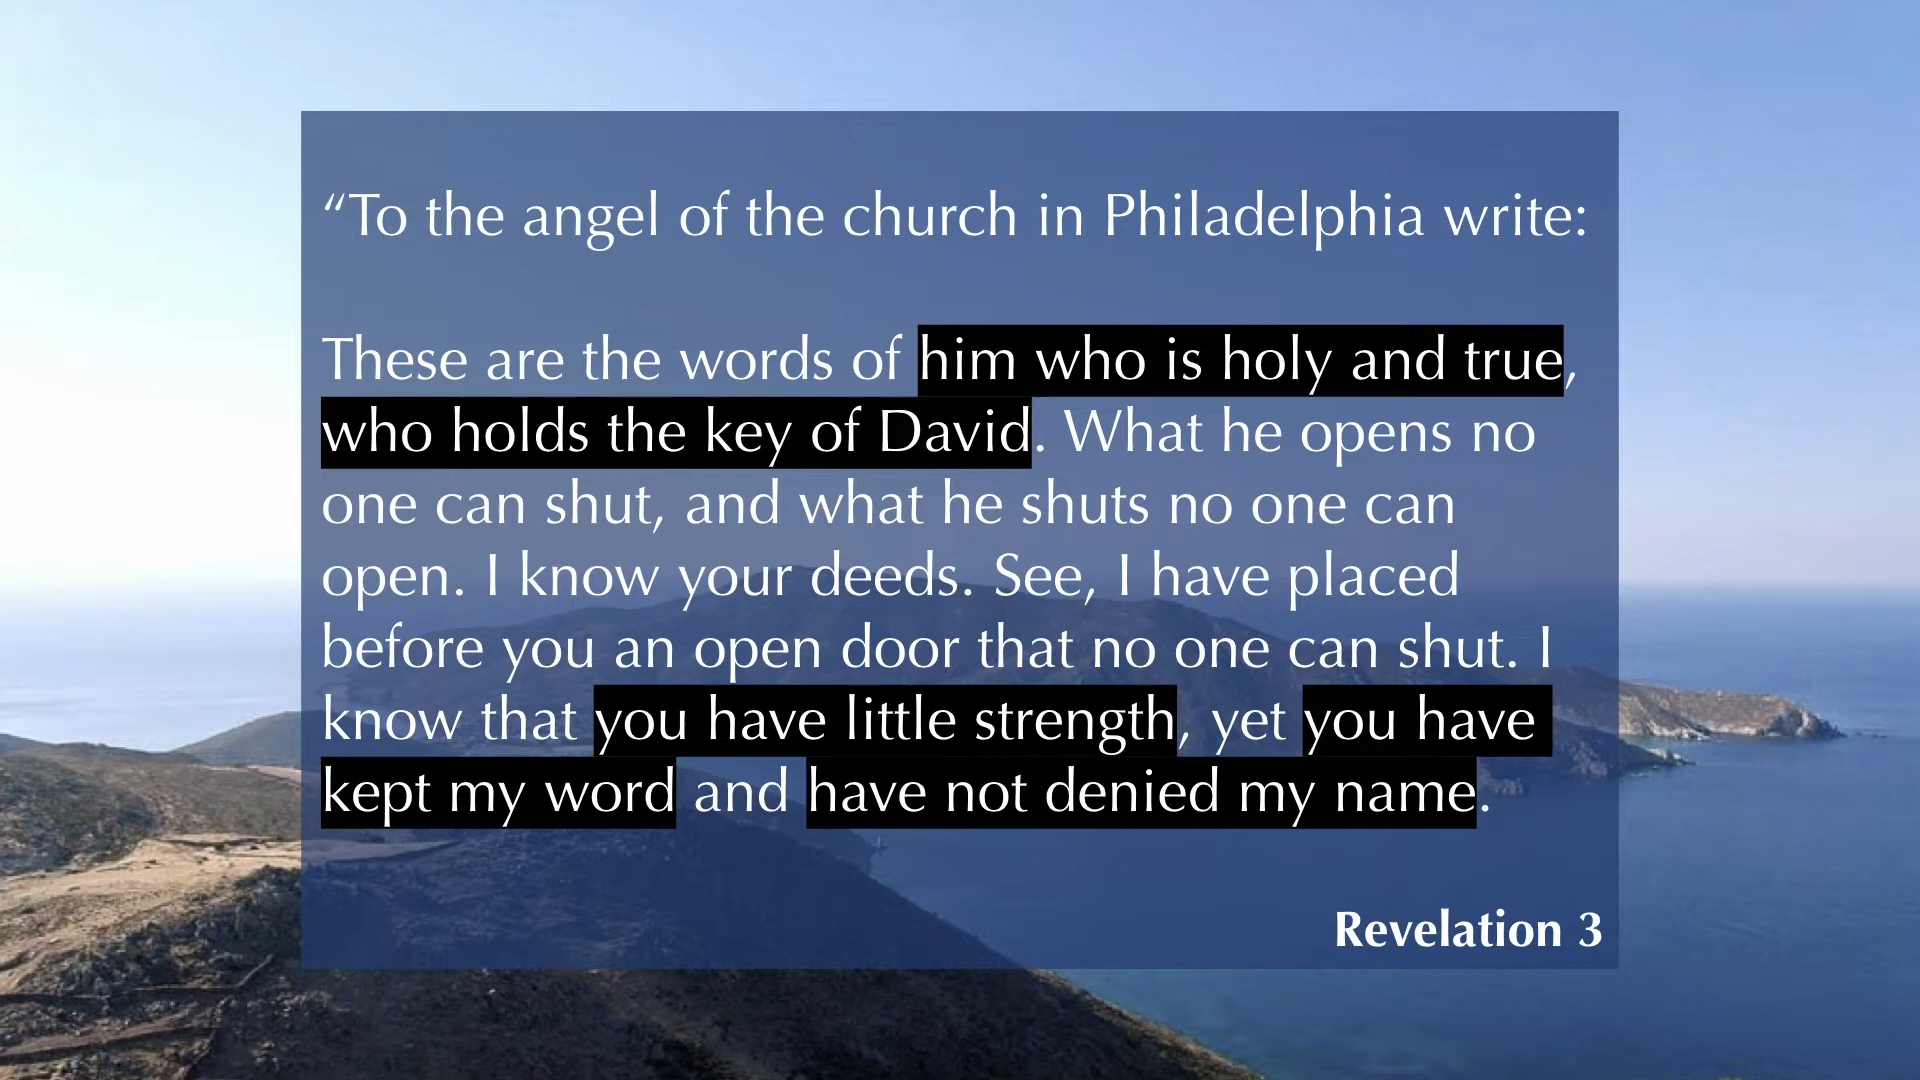 “To the angel of the church in Philadelphia write:
These are the words of him who is holy and true,
who holds the key of David. What he opens no
one can shut, and what he shuts no one can
open. I know your deeds. See, I have placed
before you an open door that no one can shut. I
know that you have little strength, yet you have
kept my word and have not denied my name.
Revelation 3